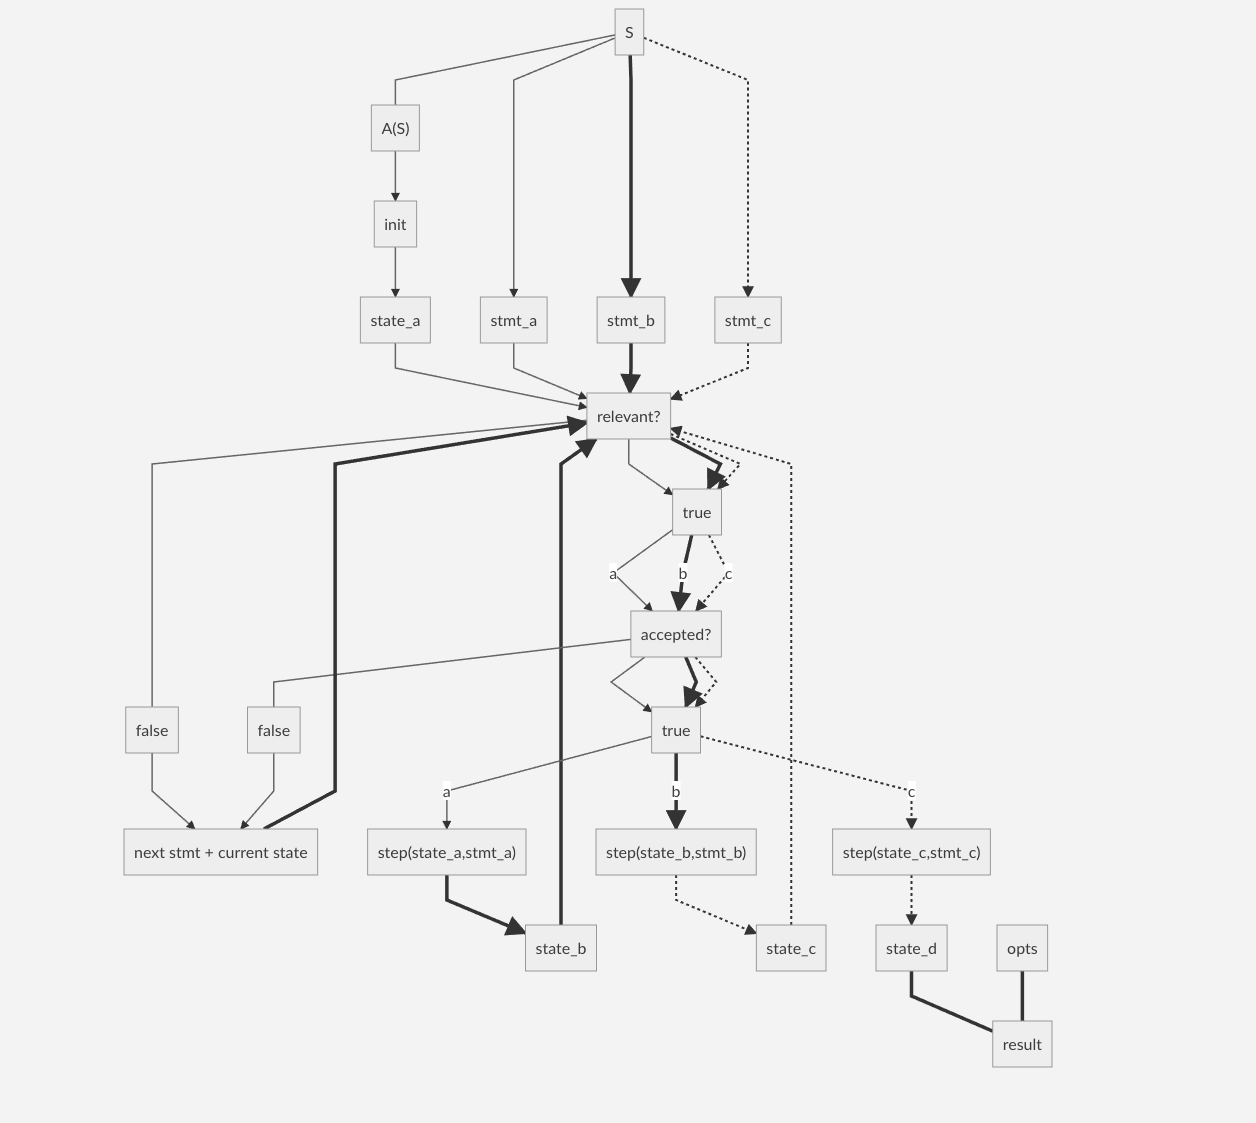 S
A(S)
init
state_a
stmt_a
stmt_b
stmt_c
relevant?
true
a
b
c
accepted?
false
false
true
a
b
c
next stmt + current state
step(state_a,stmt_a)
step(state_b,stmt_b)
step(state_c,stmt_c)
state_b
state_c
state_d
opts
result